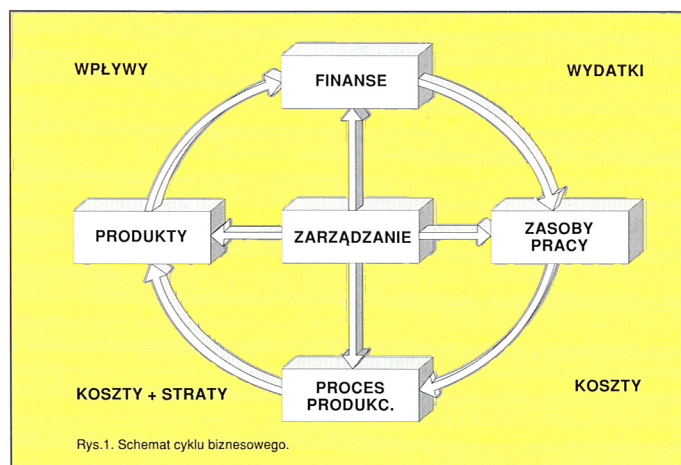 WPŁYWY
FINANSE
WYDATKI
PRODUKTY
ZARZĄDZANIE
ZASOBY
PRACY
KOSZTY + STRATY
PROCES
PRODUKC.
KOSZTY
Rys.1. Schemat cyklu biznesowego.